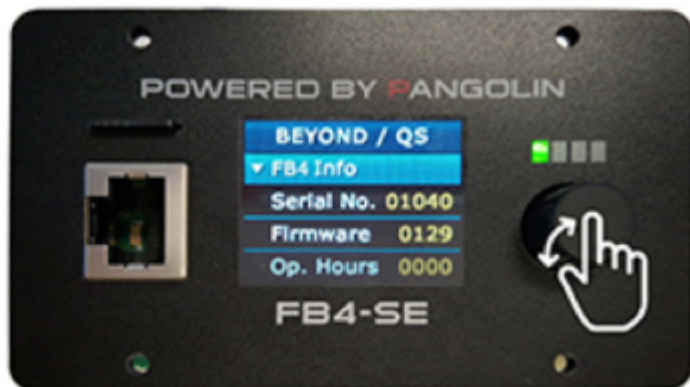 POWERED BY PANGOLIN
BEYOND / QS
FB4 Info
Serial No. 01040
Firmware 0129
Op. Hours 0000
FB4-SE